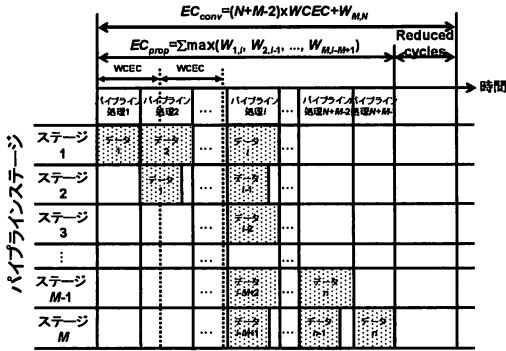 EC_conv=(N+M-2)xWCEC+W_M,N
EC_prop=Σmax(W_1,i, W_2,i-1, ..., W_M,i-M+1)
Reduced cycles
WCEC WCEC
時間
パイプライン処理1 パイプライン処理2 ... パイプライン処理i ... パイプライン処理N+M-2 パイプライン処理N+M-
パイプラインステージ
ステージ1 データ データ ... データ i ...
ステージ2 データ 1 ... データ i-1 ...
ステージ3 ... データ i-2 ...
⋮ ...
ステージM-1 ... データ i-M+2 ... データ n
ステージM ... データ i-M+1 ... データ n-1 データ n